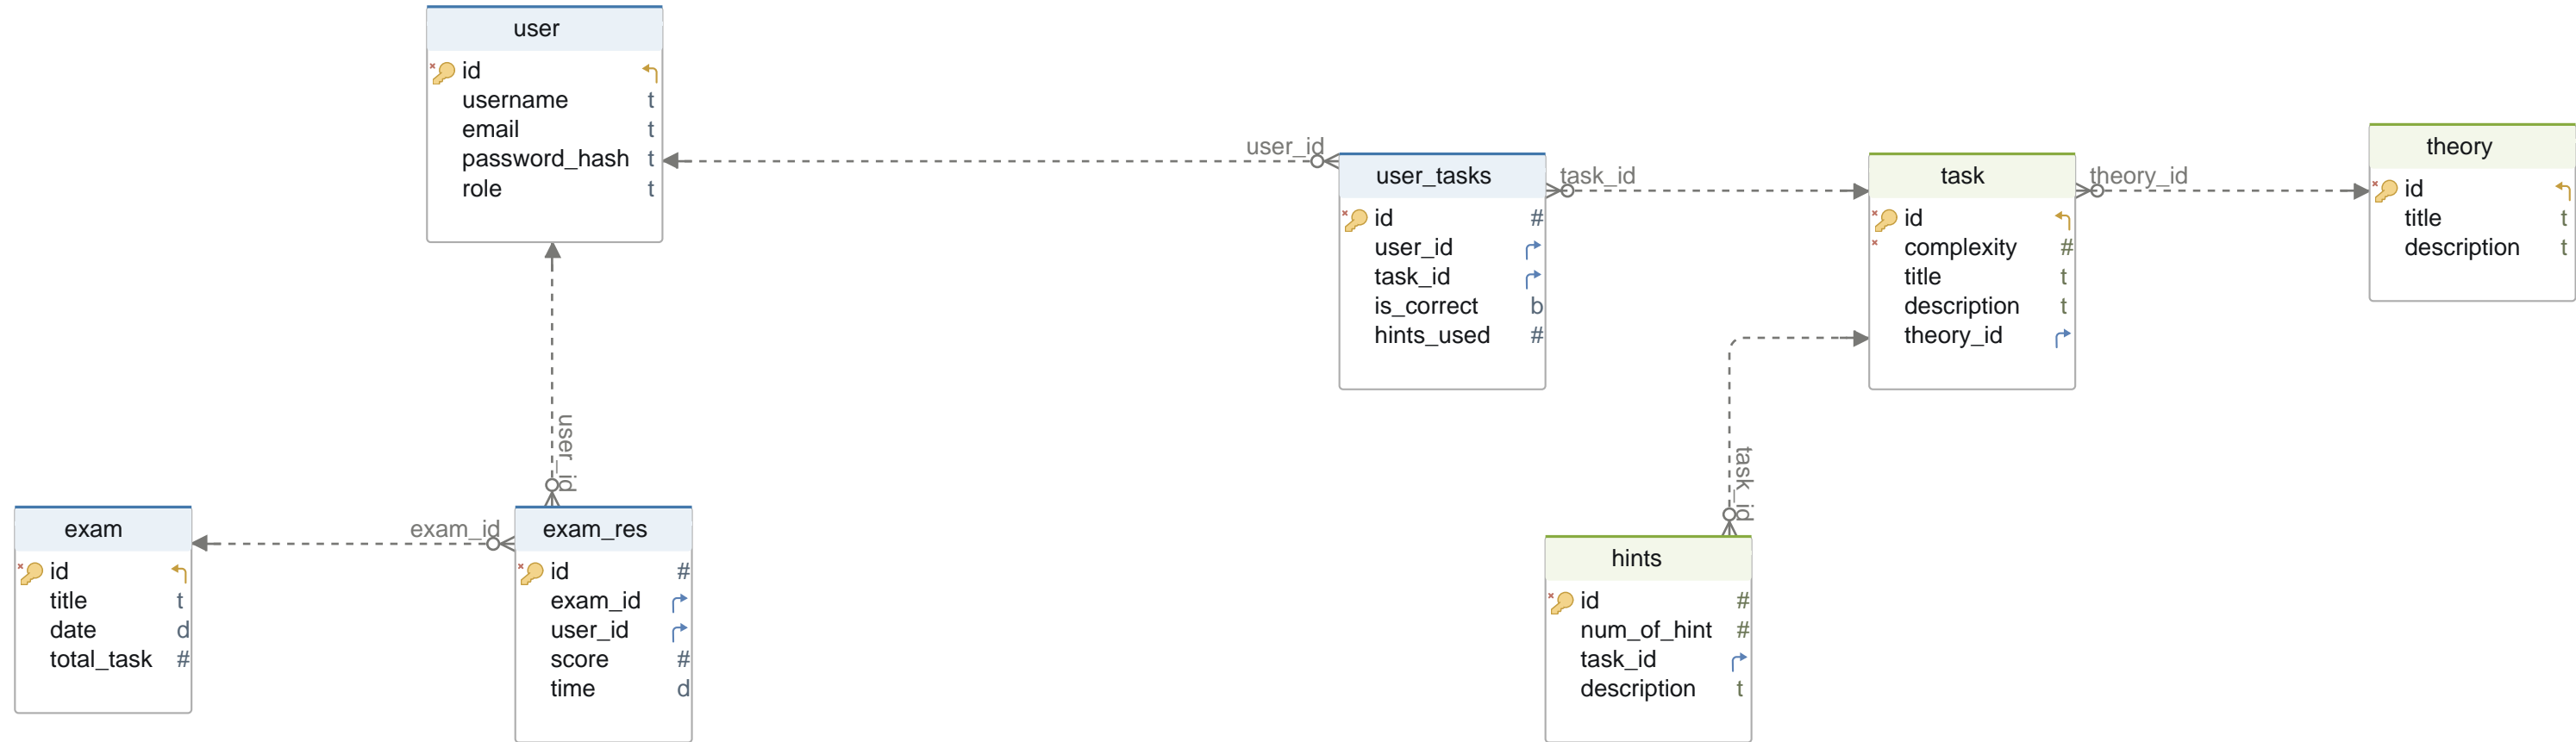 user
id
username t
email t
password_hash t
role t
user_id
user_tasks
id #
user_id
task_id
is_correct b
hints_used #
task_id
task
id
complexity #
title t
description t
theory_id
theory_id
theory
id
title t
description t
user_id
exam
id
title t
date d
total_task #
exam_id
exam_res
id #
exam_id
user_id
score #
time d
task_id
hints
id #
num_of_hint #
task_id
description t